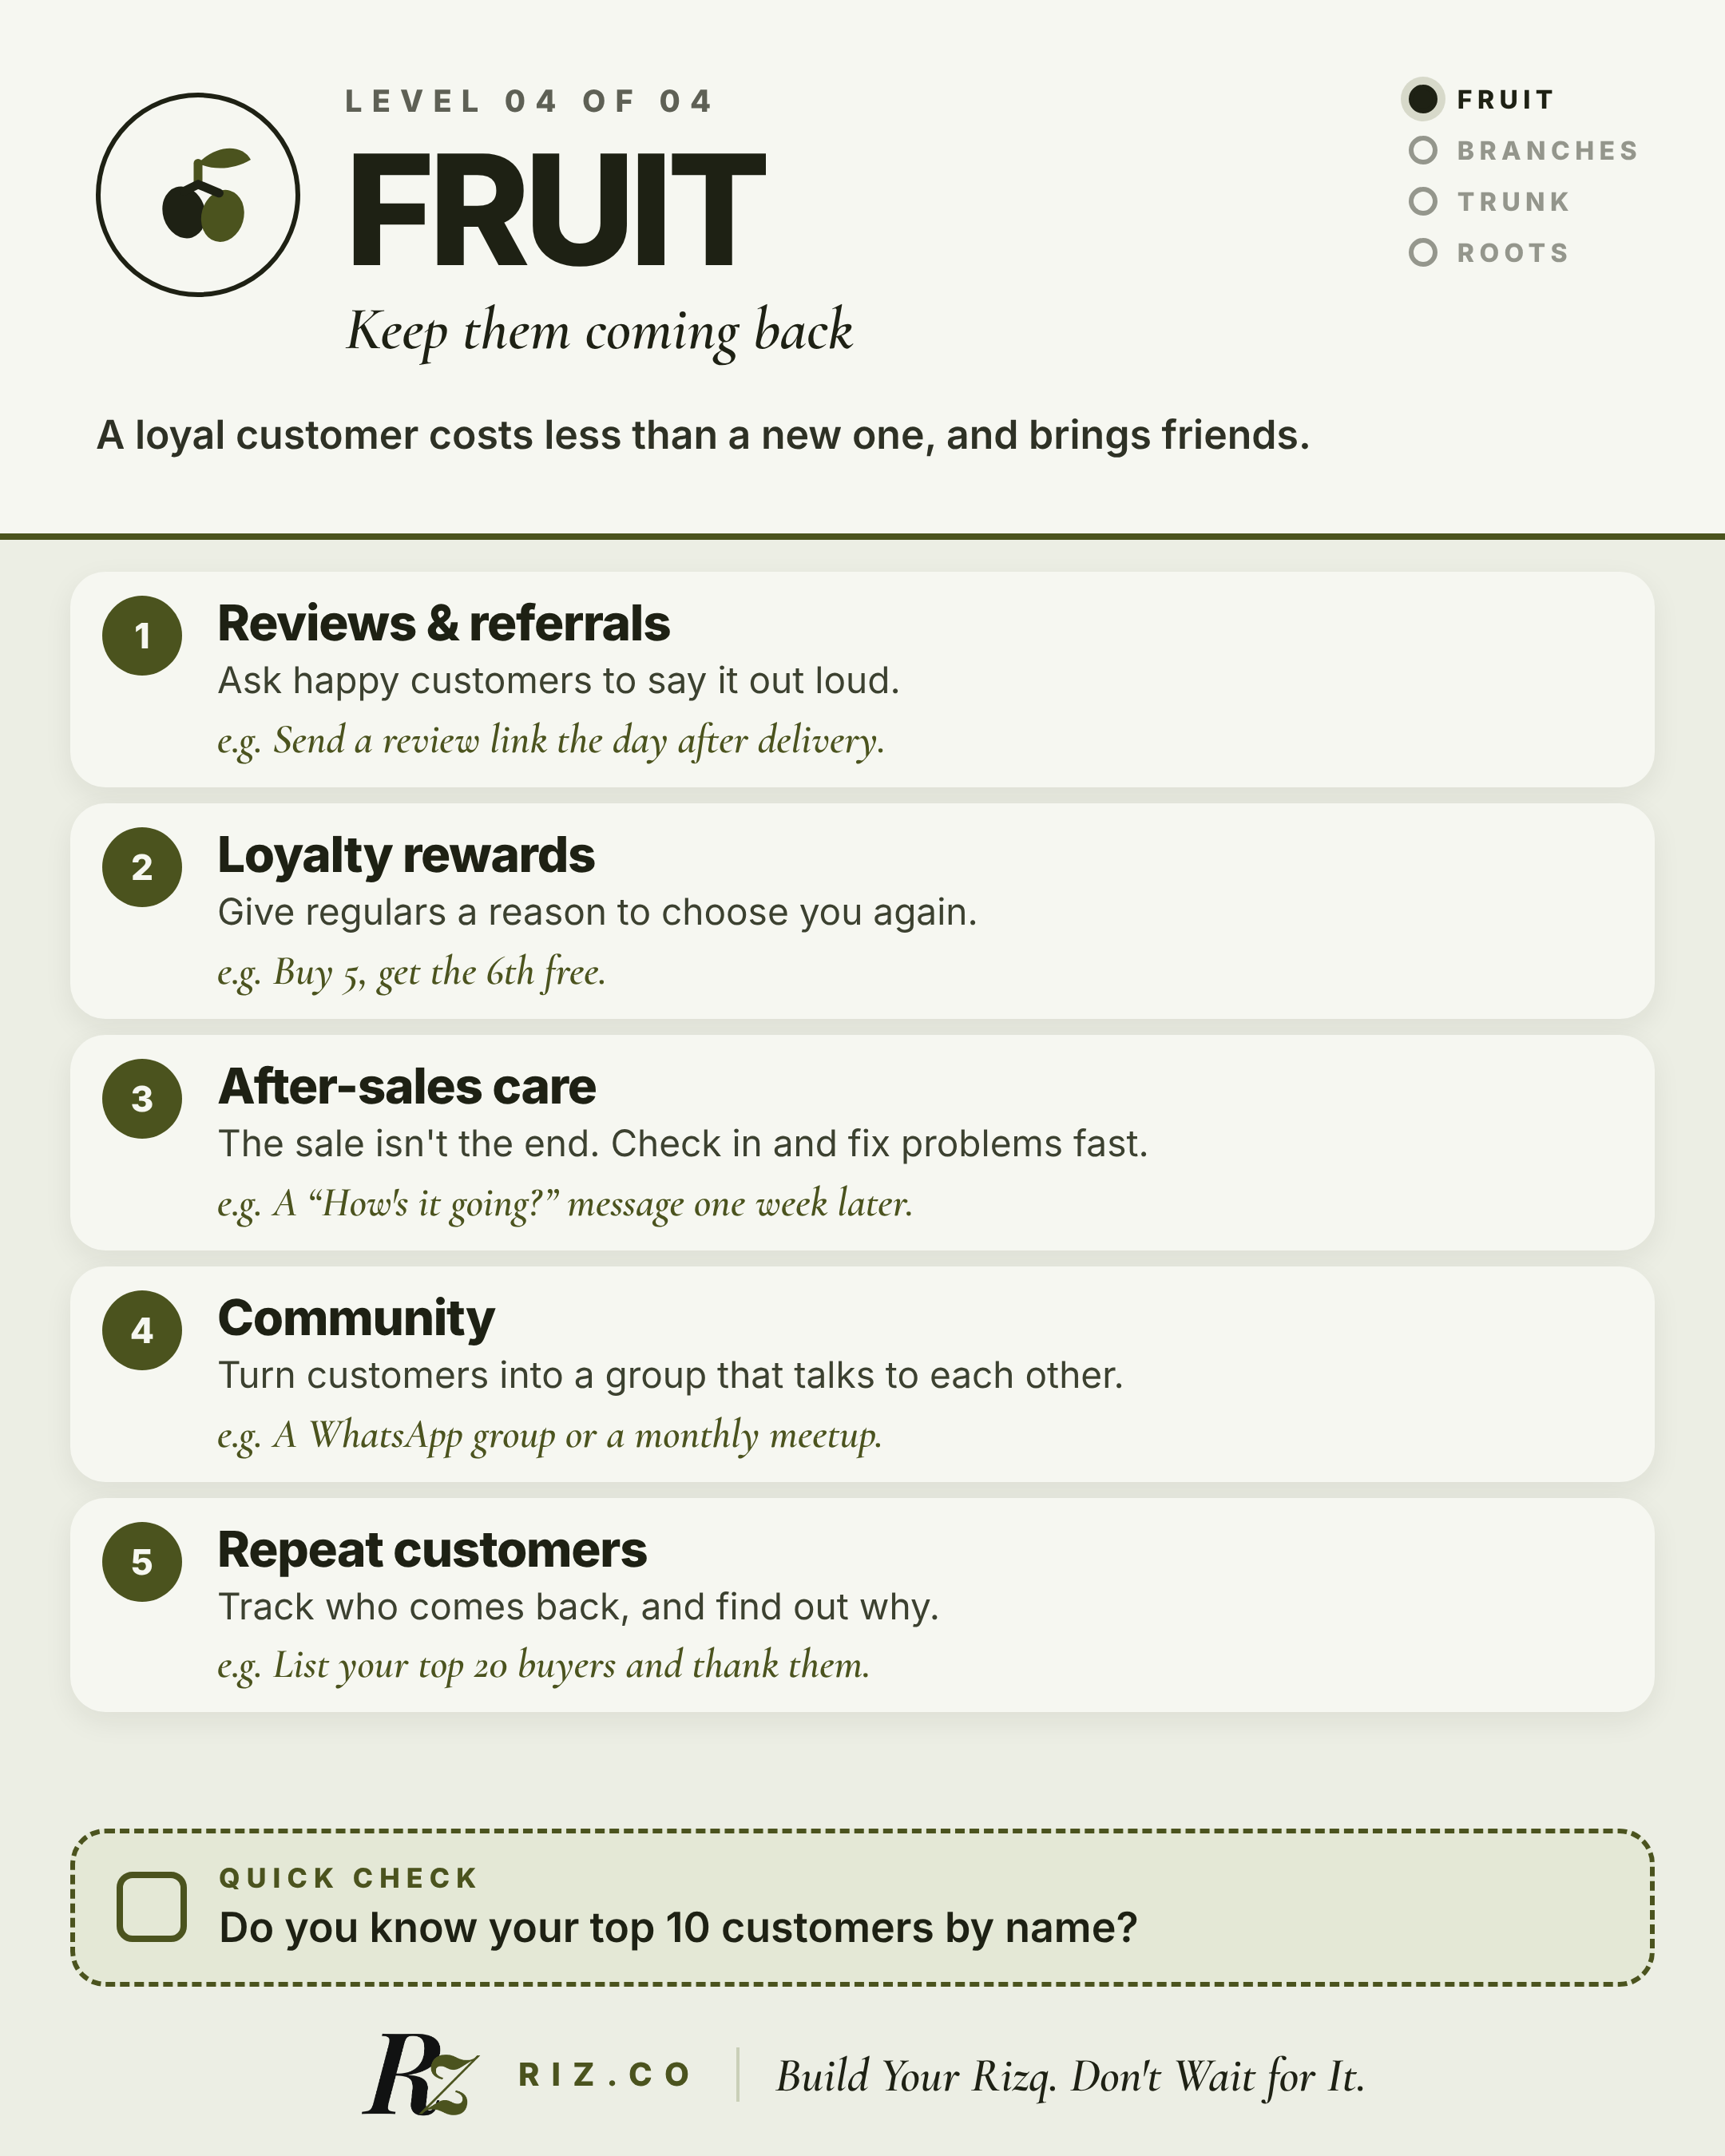 LEVEL 04 OF 04
FRUIT
Keep them coming back
FRUIT
BRANCHES
TRUNK
ROOTS
A loyal customer costs less than a new one, and brings friends.
1
Reviews & referrals
Ask happy customers to say it out loud.
e.g. Send a review link the day after delivery.
2
Loyalty rewards
Give regulars a reason to choose you again.
e.g. Buy 5, get the 6th free.
3
After-sales care
The sale isn't the end. Check in and fix problems fast.
e.g. A “How's it going?” message one week later.
4
Community
Turn customers into a group that talks to each other.
e.g. A WhatsApp group or a monthly meetup.
5
Repeat customers
Track who comes back, and find out why.
e.g. List your top 20 buyers and thank them.
QUICK CHECK
Do you know your top 10 customers by name?
Rz RIZ.CO Build Your Rizq. Don't Wait for It.